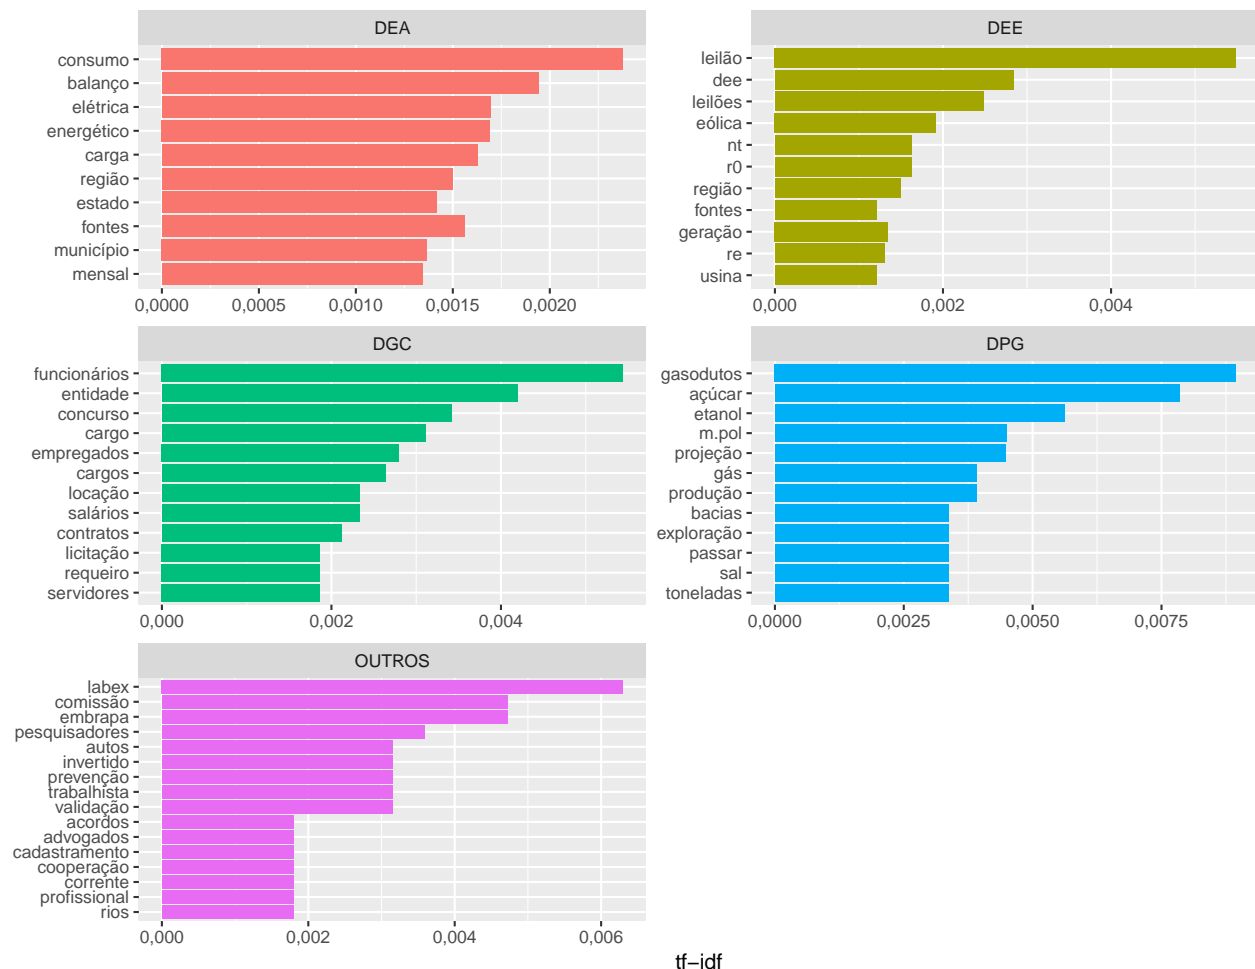 DEA
consumo
balanço
elétrica
energético
carga
região
estado
fontes
município
mensal
0,0000 0,0005 0,0010 0,0015 0,0020
DEE
leilão
dee
leilões
eólica
nt
r0
região
fontes
geração
re
usina
0,000 0,002 0,004
DGC
funcionários
entidade
concurso
cargo
empregados
cargos
locação
salários
contratos
licitação
requeiro
servidores
0,000 0,002 0,004
DPG
gasodutos
açúcar
etanol
m.pol
projeção
gás
produção
bacias
exploração
passar
sal
toneladas
0,0000 0,0025 0,0050 0,0075
OUTROS
labex
comissão
embrapa
pesquisadores
autos
invertido
prevenção
trabalhista
validação
acordos
advogados
cadastramento
cooperação
corrente
profissional
rios
0,000 0,002 0,004 0,006
tf−idf